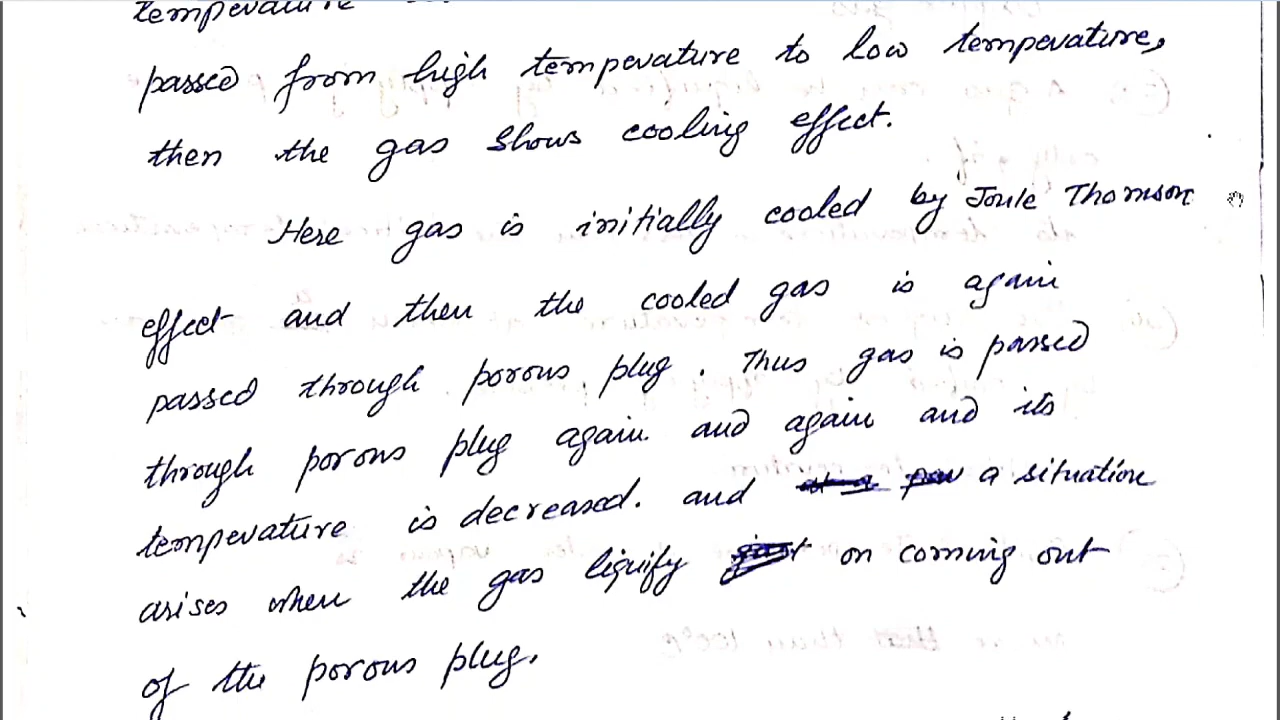 temperature
passed from high temperature to low temperature,
then the gas shows cooling effect.
Here gas is initially cooled by Joule Thomson
effect and then the cooled gas is again
passed through porous plug. Thus gas is passed
through porous plug again and again and its
temperature is decreased. and a situation
arises when the gas liquify on coming out
of the porous plug.